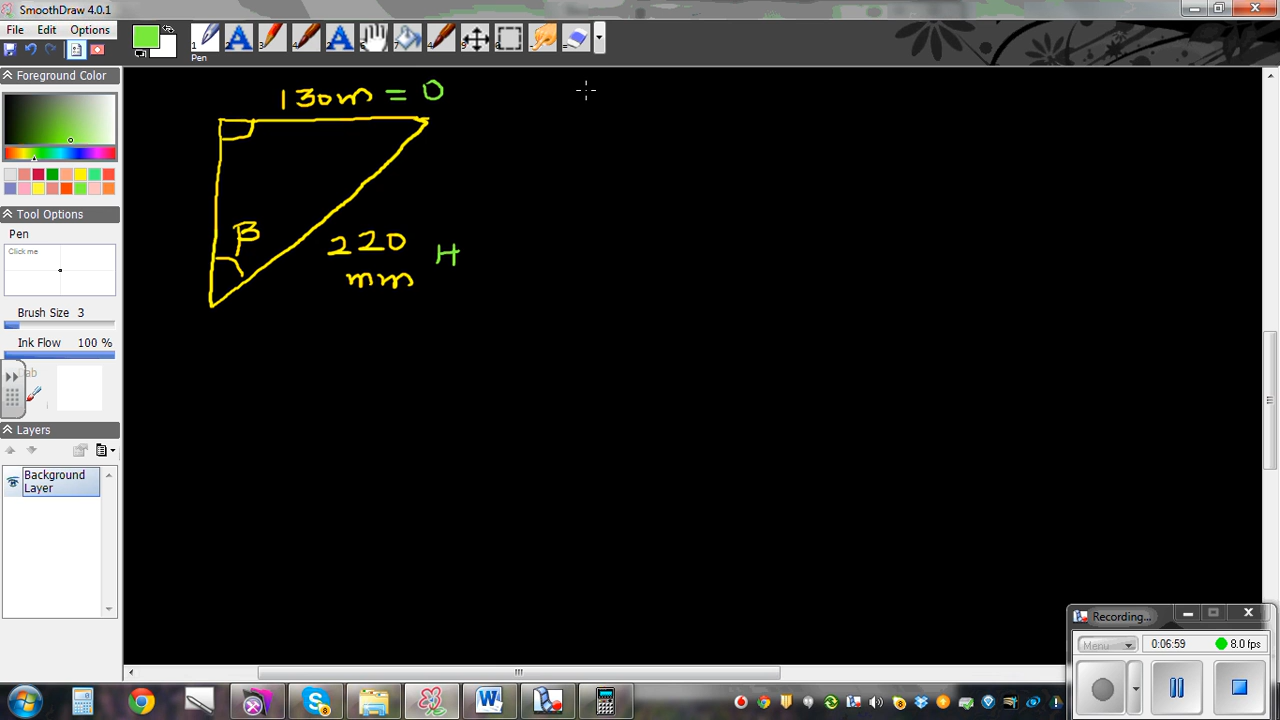 SmoothDraw 4.0.1
File Edit Options
Pen
Foreground Color
Tool Options
Pen
Click me
Brush Size 3
Ink Flow 100 %
Layers
Background
Layer
130m = O
β
220
mm
H
Recording...
Menu
0:06:59
8.0 fps